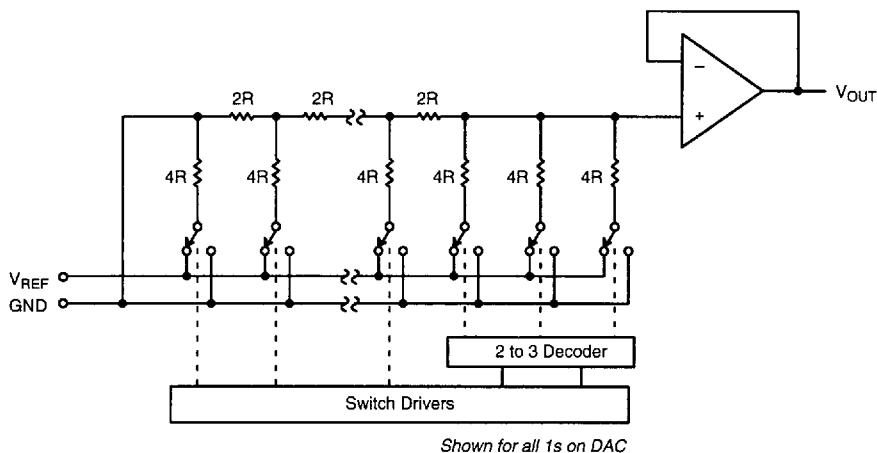 2R 2R 2R
−
+
V_OUT
4R 4R 4R 4R 4R 4R
V_REF
GND
2 to 3 Decoder
Switch Drivers
Shown for all 1s on DAC